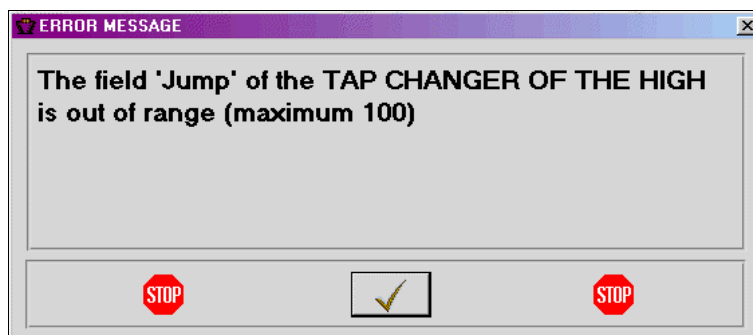 ERROR MESSAGE
The field 'Jump' of the TAP CHANGER OF THE HIGH
is out of range (maximum 100)
STOP
STOP